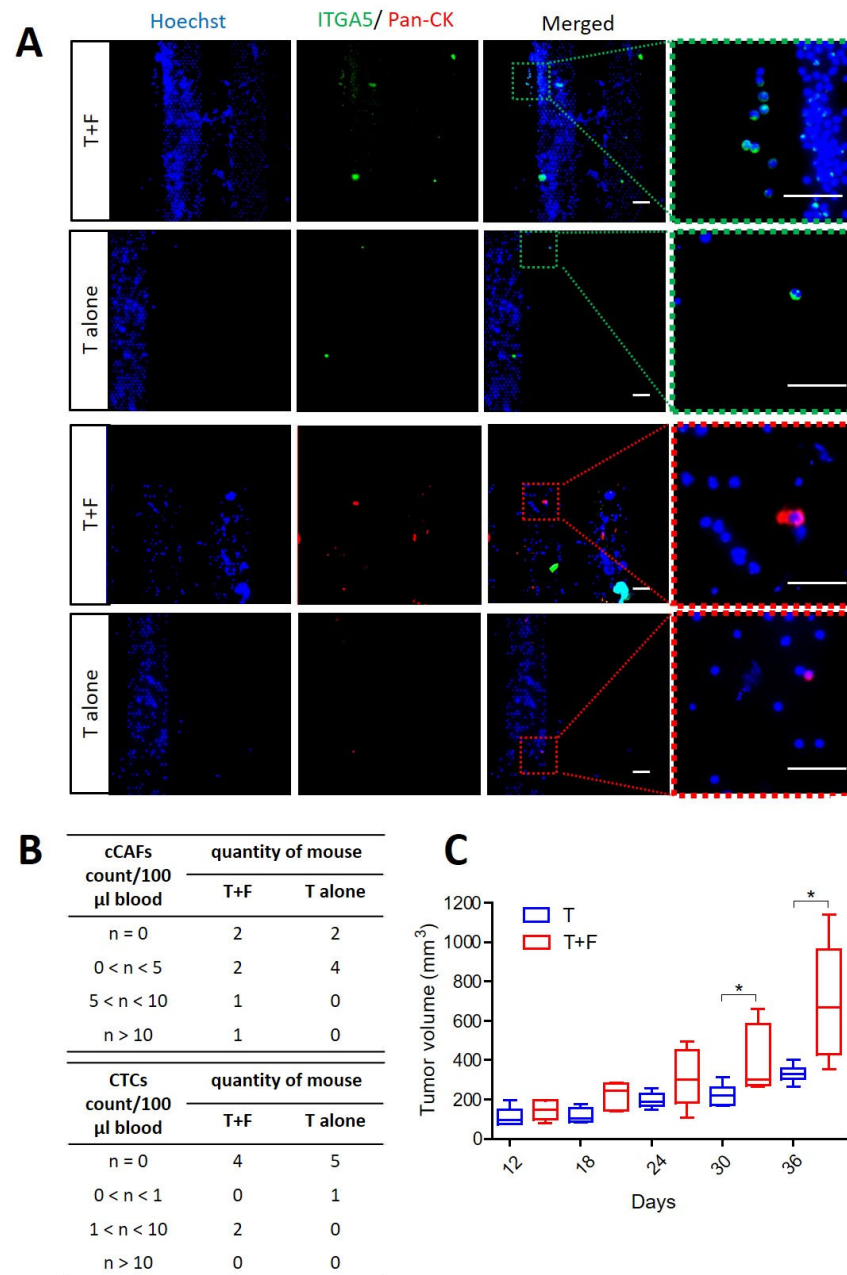 A
Hoechst
ITGA5/ Pan-CK
Merged
T+F
T alone
T+F
T alone
B
cCAFs count/100 µl blood
quantity of mouse
T+F T alone
n = 0 2 2
0 < n < 5 2 4
5 < n < 10 1 0
n > 10 1 0
CTCs count/100 µl blood
quantity of mouse
T+F T alone
n = 0 4 5
0 < n < 1 0 1
1 < n < 10 2 0
n > 10 0 0
C
Tumor volume (mm³)
1200
1000
800
600
400
200
0
T
T+F
*
*
12 18 24 30 36
Days